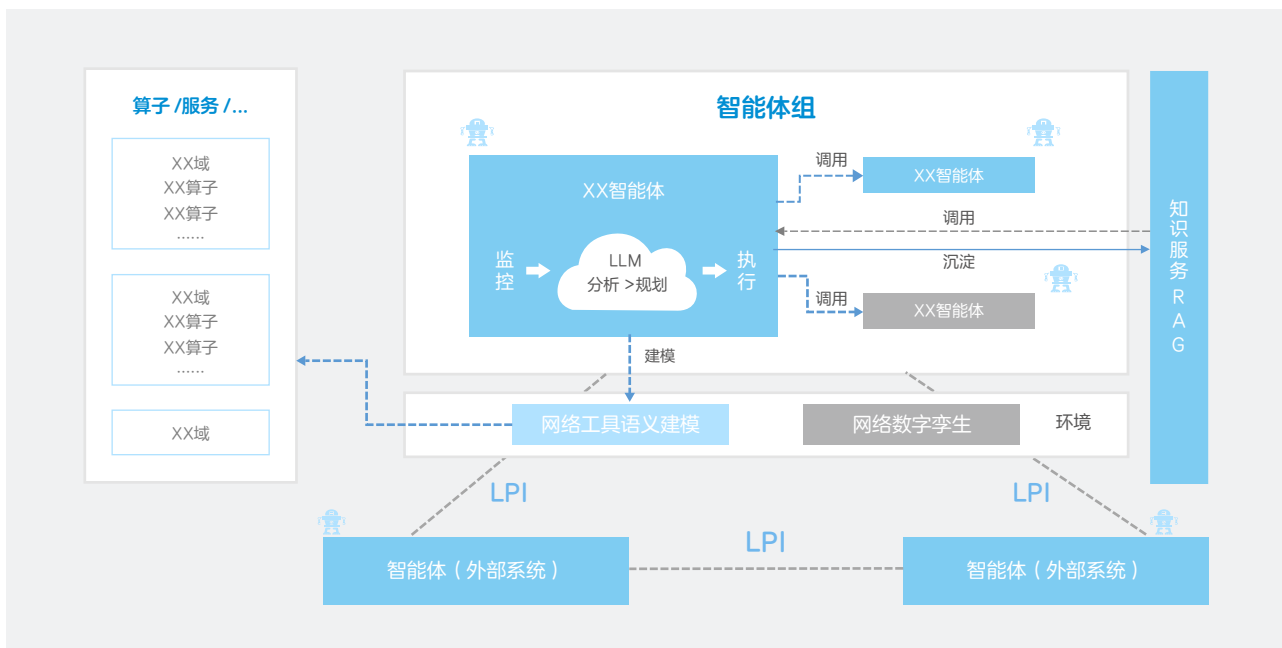 算子 /服务 /...
XX域
XX算子
XX算子
......
XX域
XX算子
XX算子
......
XX域
智能体组
XX智能体
监控
LLM
分析 >规划
执行
调用
XX智能体
调用
沉淀
调用
XX智能体
建模
网络工具语义建模
网络数字孪生
环境
知识服务RAG
LPI
LPI
LPI
智能体（外部系统）
智能体（外部系统）